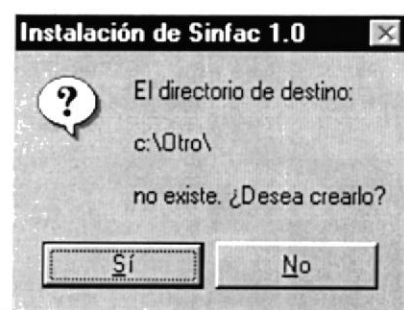 Instalación de Sinfac 1.0
El directorio de destino:
c:\Otro\
no existe. ¿Desea crearlo?
Sí
No